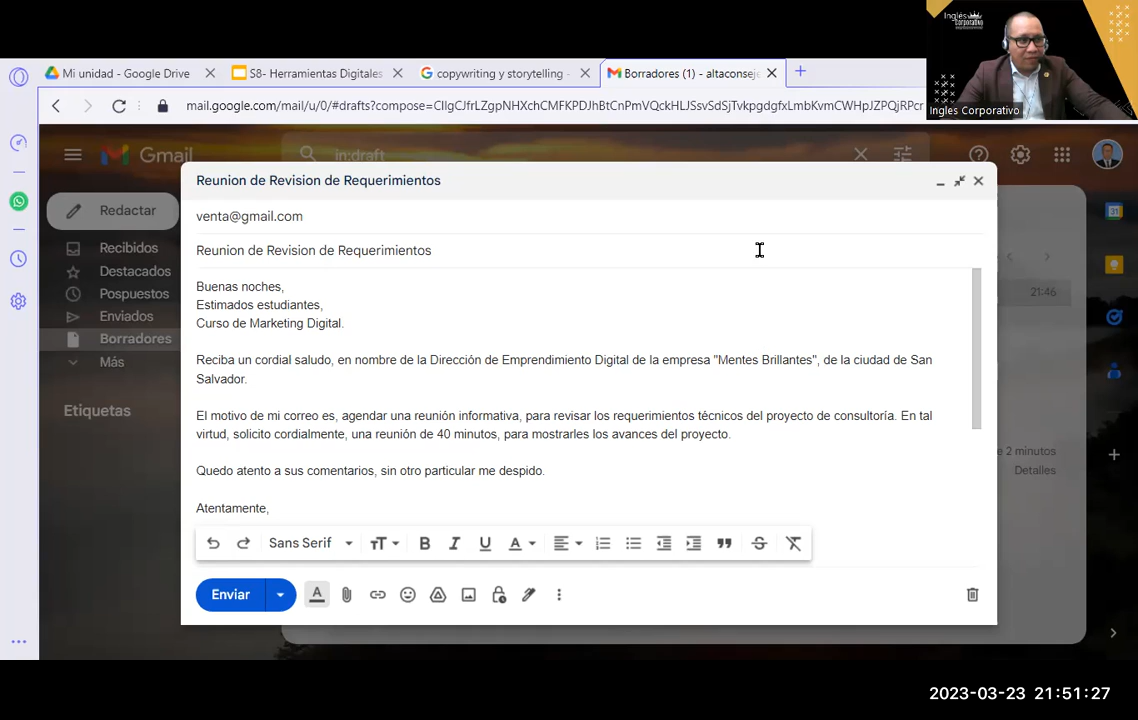 Inglés
corporativo
Mi unidad - Google Drive
S8- Herramientas Digitales
copywriting y storytelling -
Borradores (1) - altaconseje
mail.google.com/mail/u/0/#drafts?compose=CIlgCJfrLZgpNHXchCMFKPDJhBtCnPmVQckHLJSsvSdSjTvkpgdgfxLmbKvmCWHpJZPQjRPcr
Ingles Corporativo
Gmail
in:draft
Reunion de Revision de Requerimientos
Redactar
venta@gmail.com
Recibidos
Reunion de Revision de Requerimientos
Destacados
Buenas noches,
Pospuestos
21:46
Estimados estudiantes,
Enviados
Curso de Marketing Digital.
Borradores
Más
Reciba un cordial saludo, en nombre de la Dirección de Emprendimiento Digital de la empresa "Mentes Brillantes", de la ciudad de San
Salvador.
Etiquetas
El motivo de mi correo es, agendar una reunión informativa, para revisar los requerimientos técnicos del proyecto de consultoría. En tal
virtud, solicito cordialmente, una reunión de 40 minutos, para mostrarles los avances del proyecto.
e 2 minutos
Detalles
Quedo atento a sus comentarios, sin otro particular me despido.
Atentamente,
Sans Serif
Enviar
2023-03-23 21:51:27